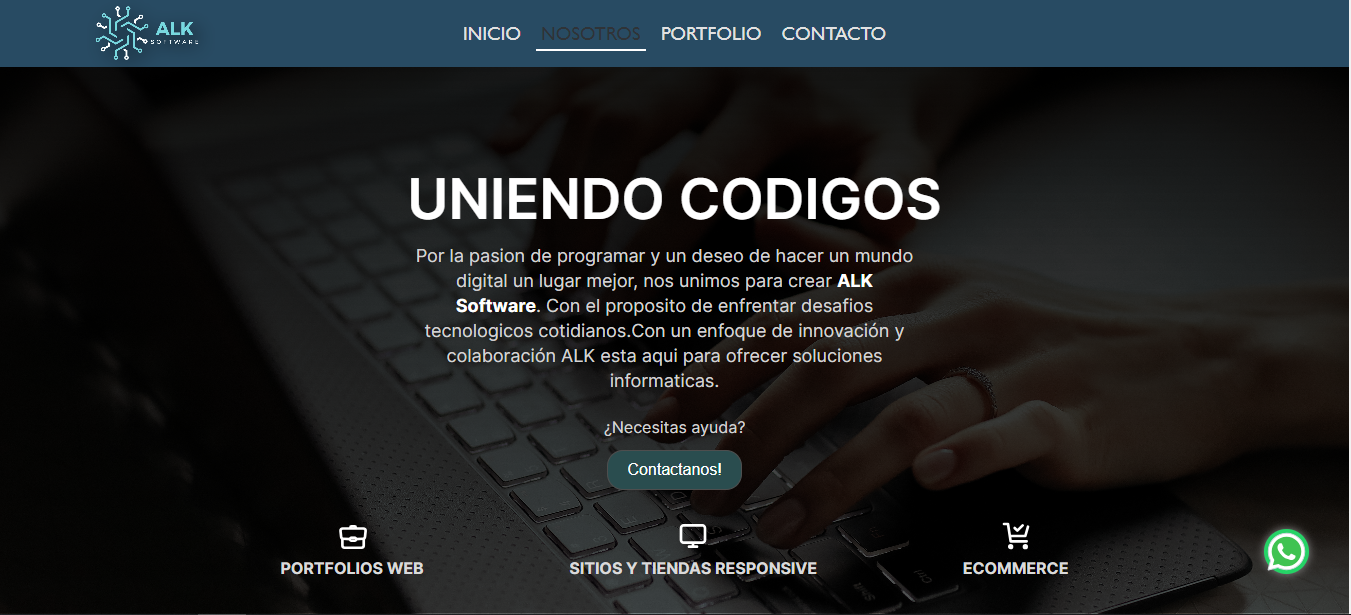 ALK
SOFTWARE
INICIO NOSOTROS PORTFOLIO CONTACTO
UNIENDO CODIGOS
Por la pasion de programar y un deseo de hacer un mundo
digital un lugar mejor, nos unimos para crear ALK
Software. Con el proposito de enfrentar desafios
tecnologicos cotidianos.Con un enfoque de innovación y
colaboración ALK esta aqui para ofrecer soluciones
informaticas.
¿Necesitas ayuda?
Contactanos!
PORTFOLIOS WEB SITIOS Y TIENDAS RESPONSIVE ECOMMERCE